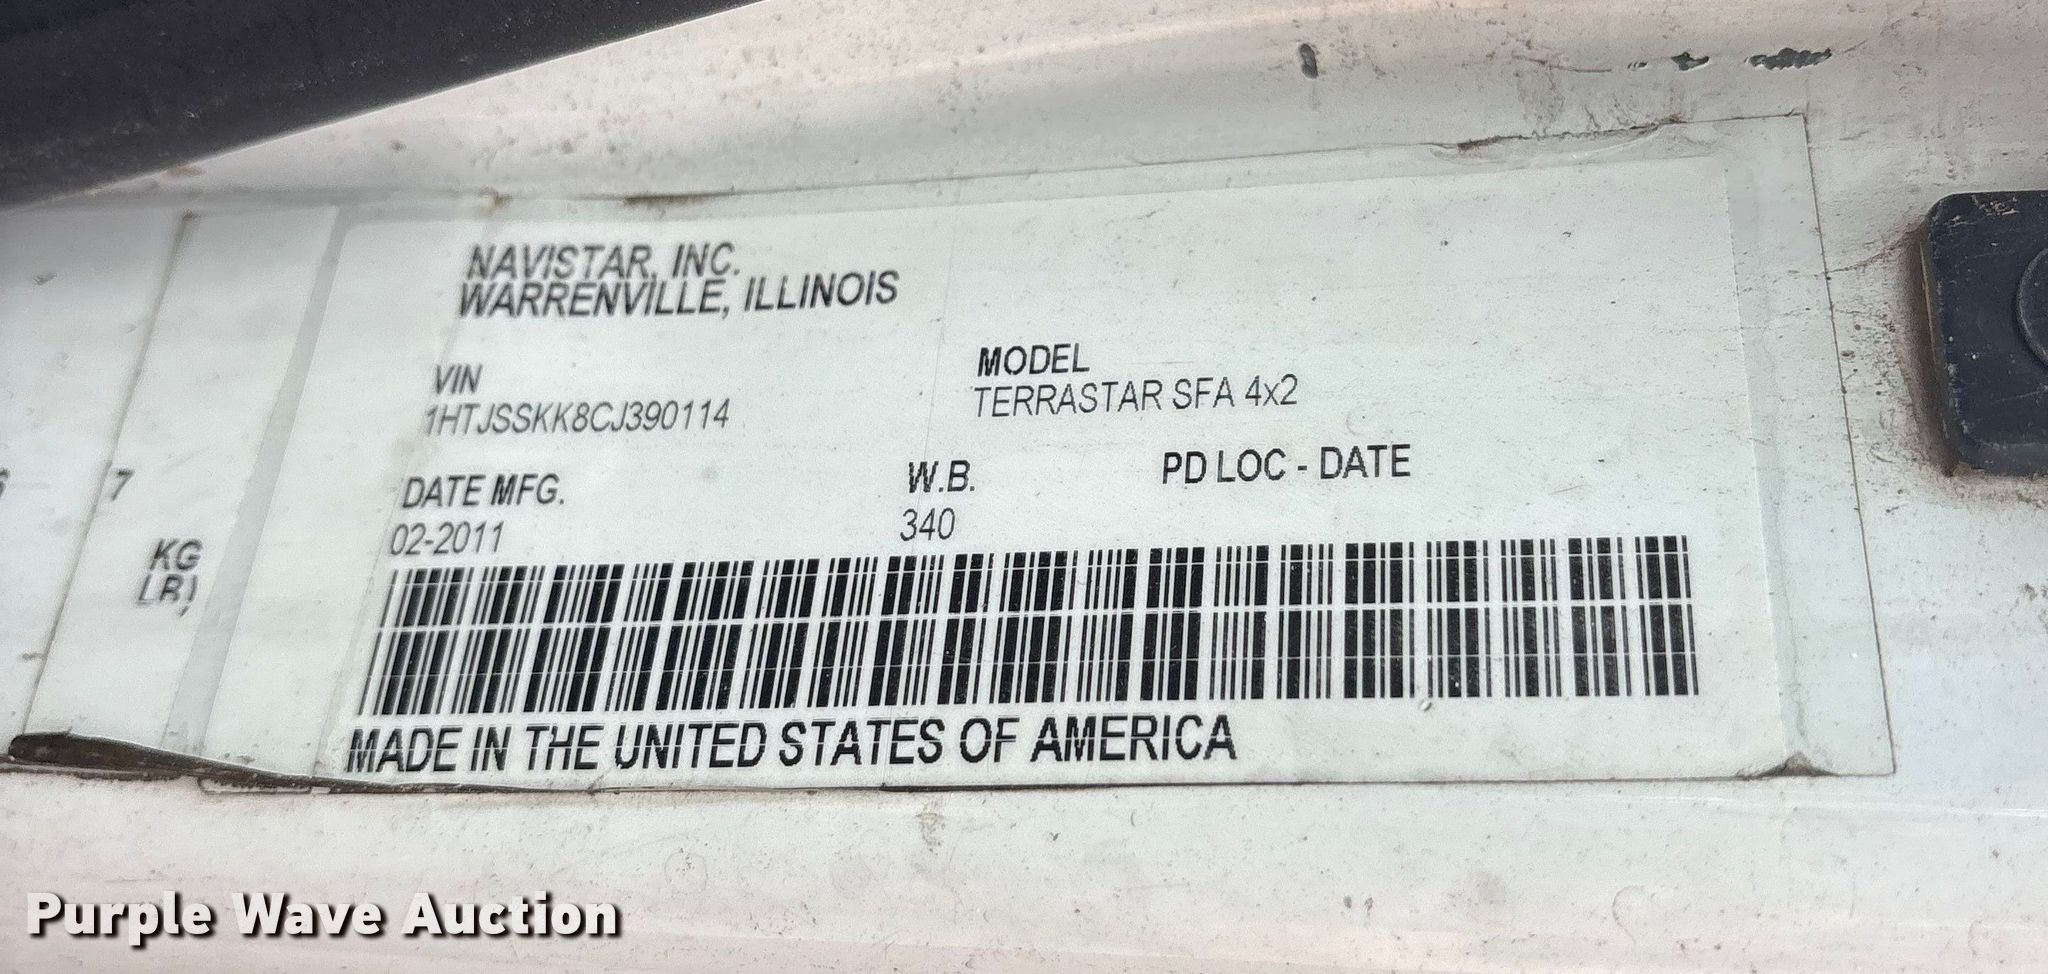 NAVISTAR, INC.
WARRENVILLE, ILLINOIS
VIN
1HTJSSKK8CJ390114
MODEL
TERRASTAR SFA 4x2
DATE MFG.
02-2011
W.B.
340
PD LOC - DATE
MADE IN THE UNITED STATES OF AMERICA
7
KG
Purple Wave Auction